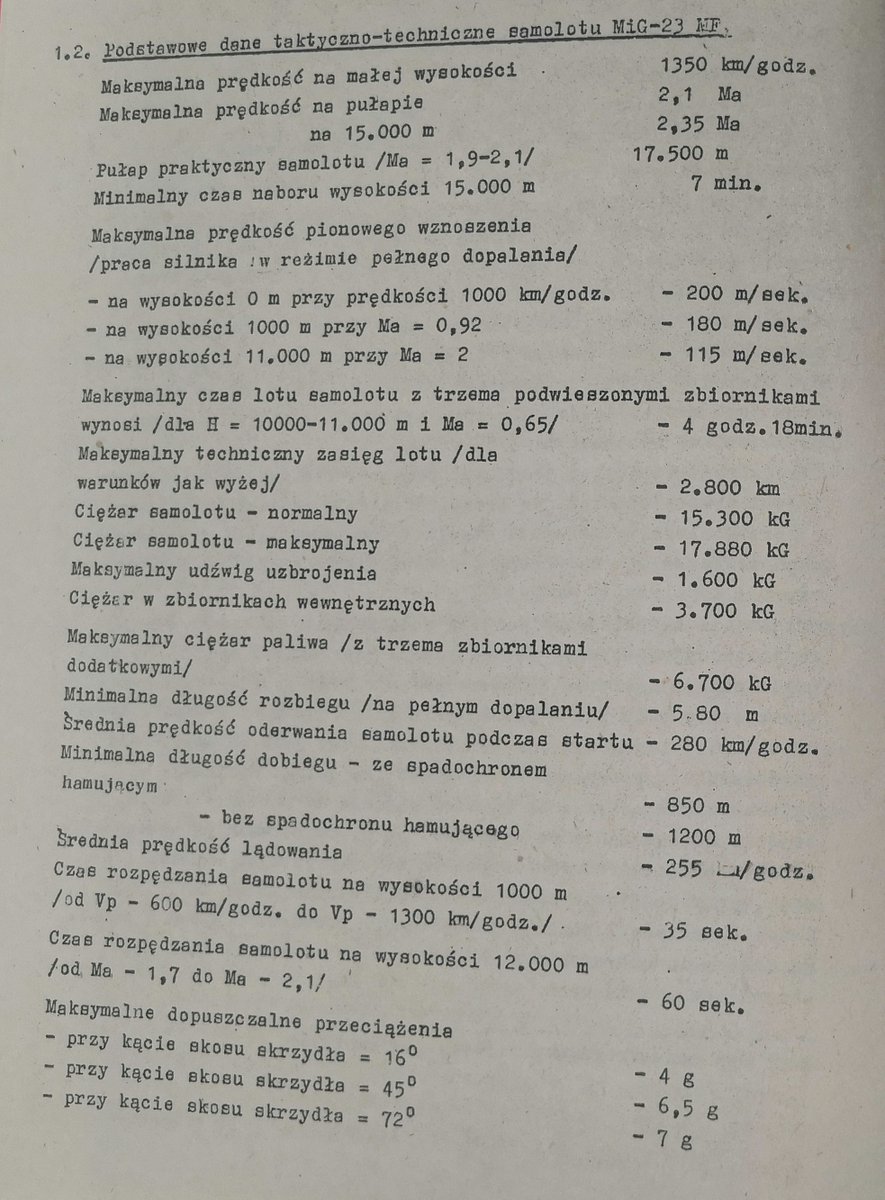 1.2. Podstawowe dane taktyczno-techniczne samolotu MiG-23 MF.
Maksymalna prędkość na małej wysokości 1350 km/godz.
Maksymalna prędkość na pułapie 2,1 Ma
na 15.000 m 2,35 Ma
Pułap praktyczny samolotu /Ma = 1,9-2,1/ 17.500 m
Minimalny czas naboru wysokości 15.000 m 7 min.
Maksymalna prędkość pionowego wznoszenia
/praca silnika w reżimie pełnego dopalania/
- na wysokości 0 m przy prędkości 1000 km/godz. - 200 m/sek.
- na wysokości 1000 m przy Ma = 0,92 - 180 m/sek.
- na wysokości 11.000 m przy Ma = 2 - 115 m/sek.
Maksymalny czas lotu samolotu z trzema podwieszonymi zbiornikami
wynosi /dla H = 10000-11.000 m i Ma = 0,65/ - 4 godz.18min.
Maksymalny techniczny zasięg lotu /dla
warunków jak wyżej/ - 2.800 km
Ciężar samolotu - normalny - 15.300 kG
Ciężar samolotu - maksymalny - 17.880 kG
Maksymalny udźwig uzbrojenia - 1.600 kG
Ciężar w zbiornikach wewnętrznych - 3.700 kG
Maksymalny ciężar paliwa /z trzema zbiornikami
dodatkowymi/ - 6.700 kG
Minimalna długość rozbiegu /na pełnym dopalaniu/ - 5.80 m
Średnia prędkość oderwania samolotu podczas startu - 280 km/godz.
Minimalna długość dobiegu - ze spadochronem
hamującym - 850 m
- bez spadochronu hamującego - 1200 m
Średnia prędkość lądowania - 255 /godz.
Czas rozpędzania samolotu na wysokości 1000 m
/od Vp - 600 km/godz. do Vp - 1300 km/godz./ - 35 sek.
Czas rozpędzania samolotu na wysokości 12.000 m
/od Ma - 1,7 do Ma - 2,1/ - 60 sek.
Maksymalne dopuszczalne przeciążenia
- przy kącie skosu skrzydła = 16° - 4 g
- przy kącie skosu skrzydła = 45° - 6,5 g
- przy kącie skosu skrzydła = 72° - 7 g